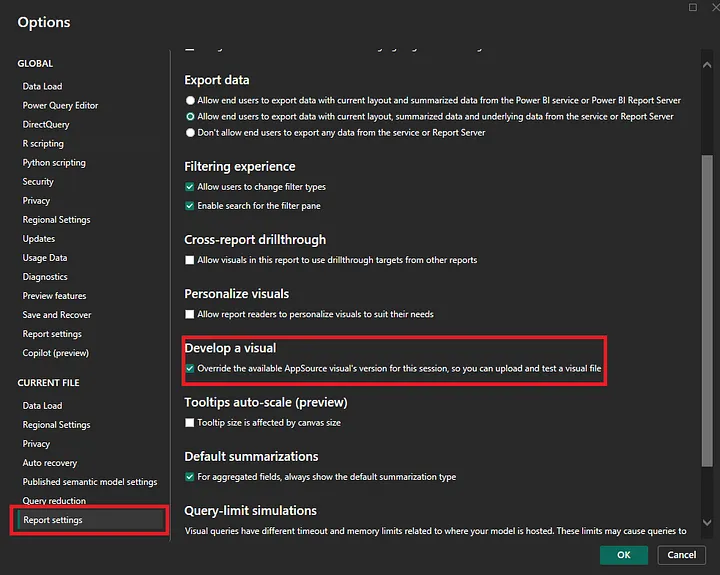 Options
GLOBAL
Data Load
Power Query Editor
DirectQuery
R scripting
Python scripting
Security
Privacy
Regional Settings
Updates
Usage Data
Diagnostics
Preview features
Save and Recover
Report settings
Copilot (preview)
CURRENT FILE
Data Load
Regional Settings
Privacy
Auto recovery
Published semantic model settings
Query reduction
Report settings
Export data
Allow end users to export data with current layout and summarized data from the Power BI service or Power BI Report Server
Allow end users to export data with current layout, summarized data and underlying data from the service or Report Server
Don't allow end users to export any data from the service or Report Server
Filtering experience
Allow users to change filter types
Enable search for the filter pane
Cross-report drillthrough
Allow visuals in this report to use drillthrough targets from other reports
Personalize visuals
Allow report readers to personalize visuals to suit their needs
Develop a visual
Override the available AppSource visual's version for this session, so you can upload and test a visual file
Tooltips auto-scale (preview)
Tooltip size is affected by canvas size
Default summarizations
For aggregated fields, always show the default summarization type
Query-limit simulations
Visual queries have different timeout and memory limits related to where your model is hosted. These limits may cause queries to
OK
Cancel